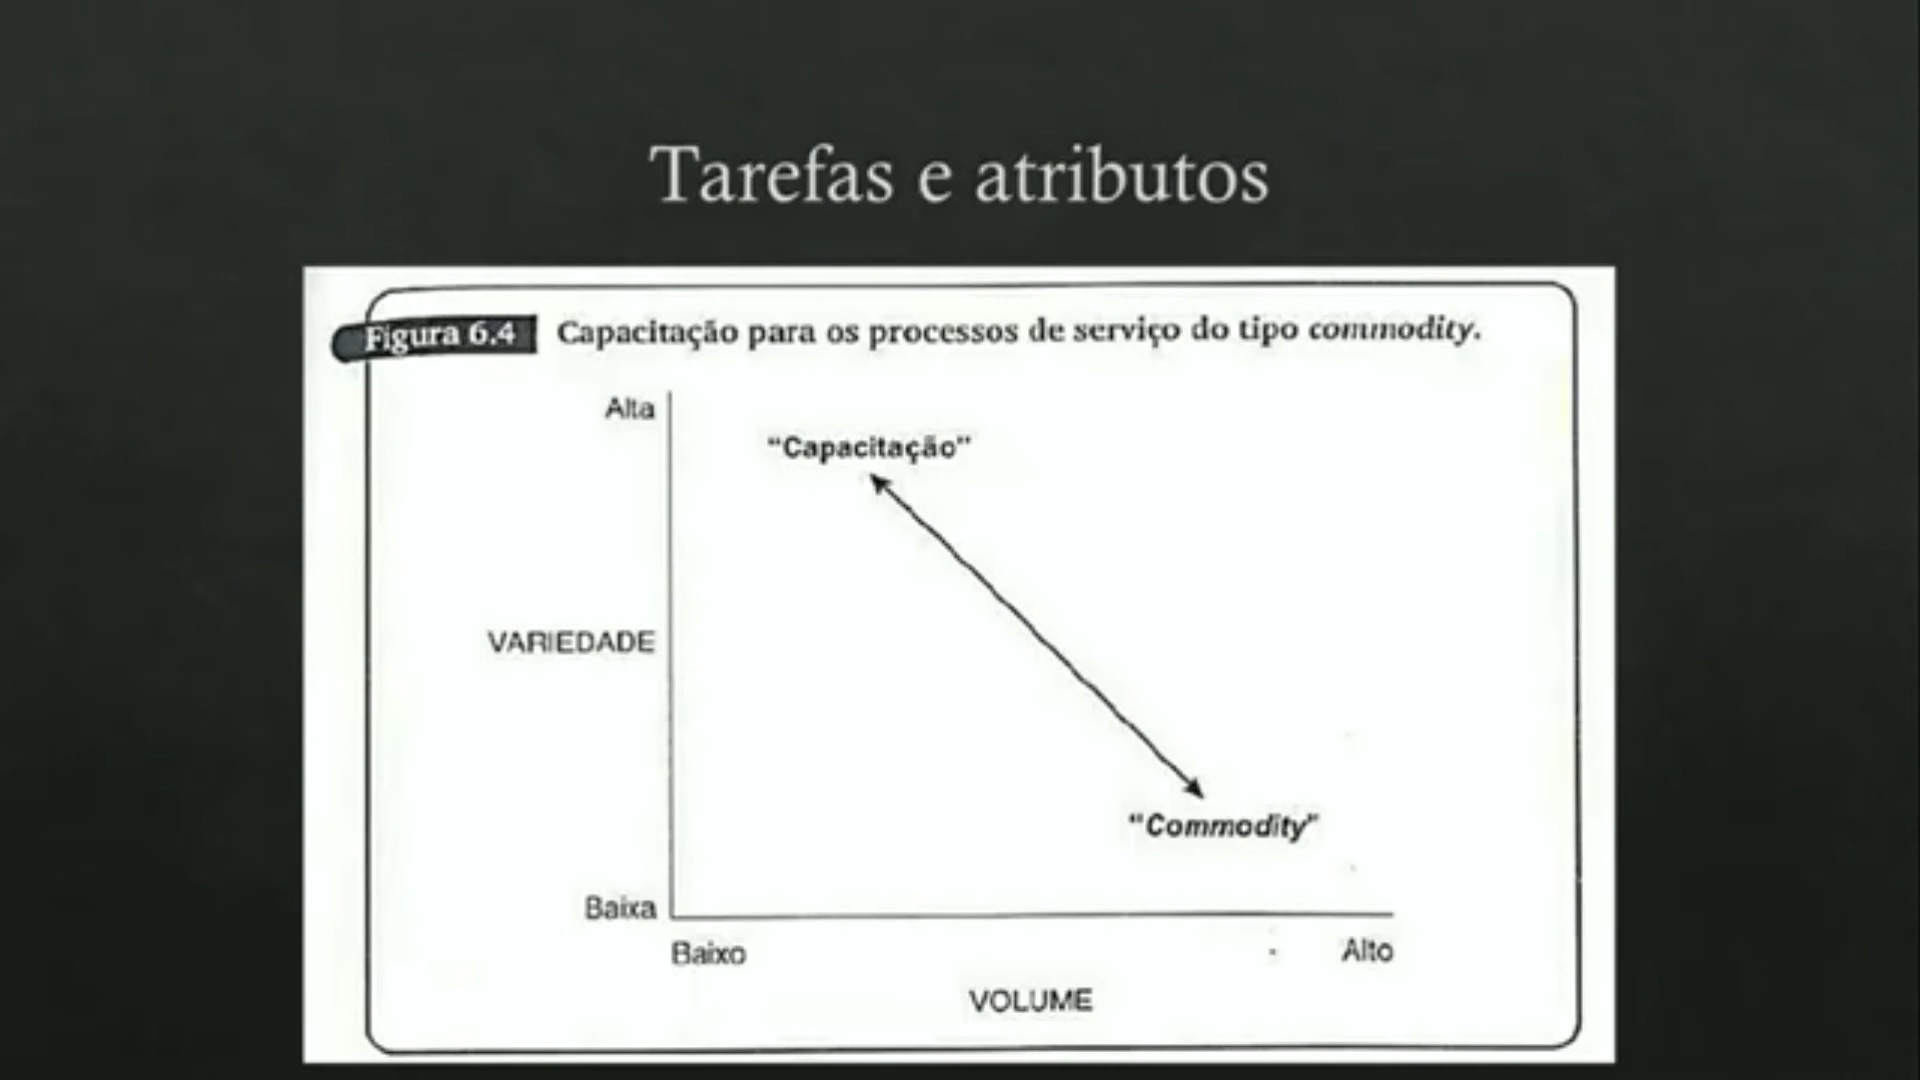 Tarefas e atributos
Figura 6.4 Capacitação para os processos de serviço do tipo commodity.
Alta
"Capacitação"
VARIEDADE
"Commodity"
Baixa
Baixo
Alto
VOLUME